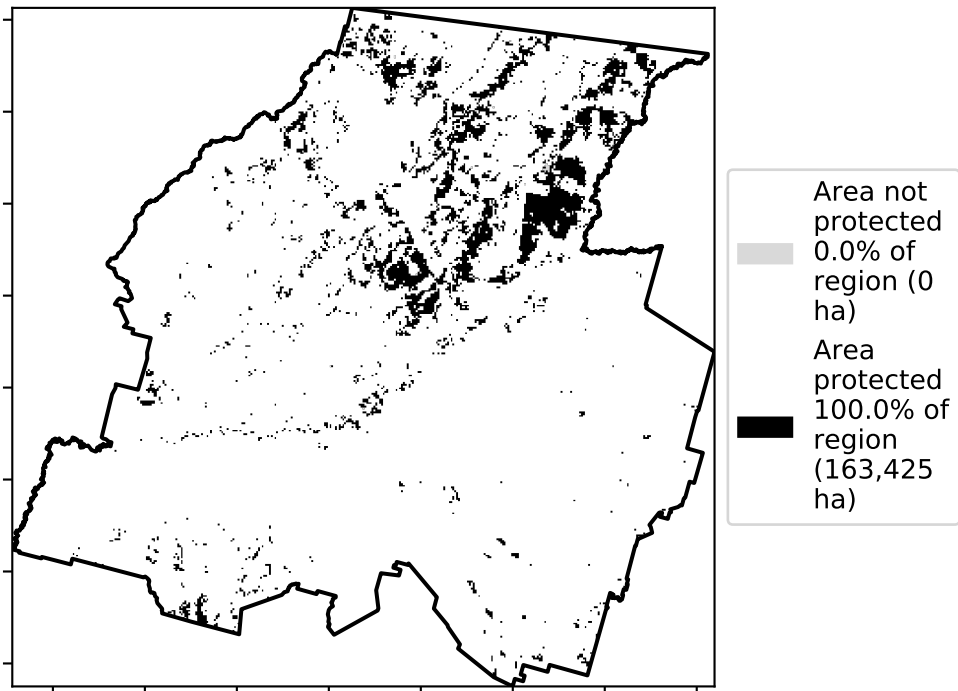 Area not
protected
0.0% of
region (0
ha)
Area
protected
100.0% of
region
(163,425
ha)